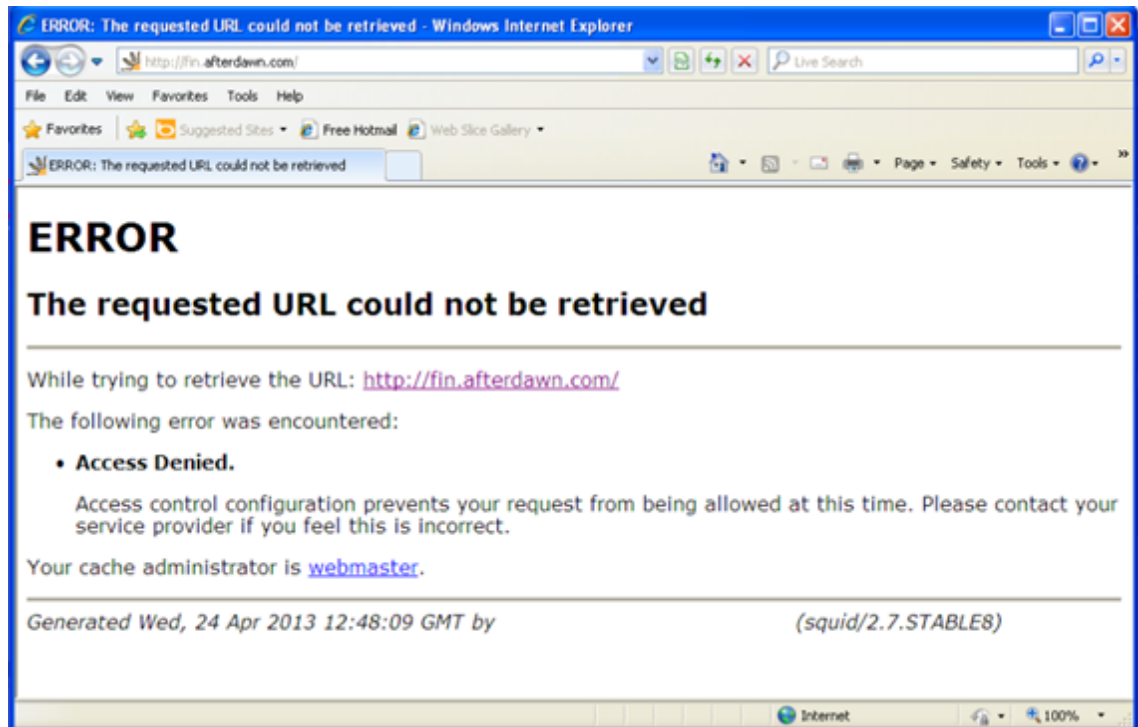 ERROR: The requested URL could not be retrieved - Windows Internet Explorer
http://fin.afterdawn.com/
Live Search
File Edit View Favorites Tools Help
Favorites Suggested Sites Free Hotmail Web Slice Gallery
ERROR: The requested URL could not be retrieved
Page Safety Tools
ERROR
The requested URL could not be retrieved
While trying to retrieve the URL: http://fin.afterdawn.com/
The following error was encountered:
• Access Denied.
Access control configuration prevents your request from being allowed at this time. Please contact your
service provider if you feel this is incorrect.
Your cache administrator is webmaster.
Generated Wed, 24 Apr 2013 12:48:09 GMT by (squid/2.7.STABLE8)
Internet 100%